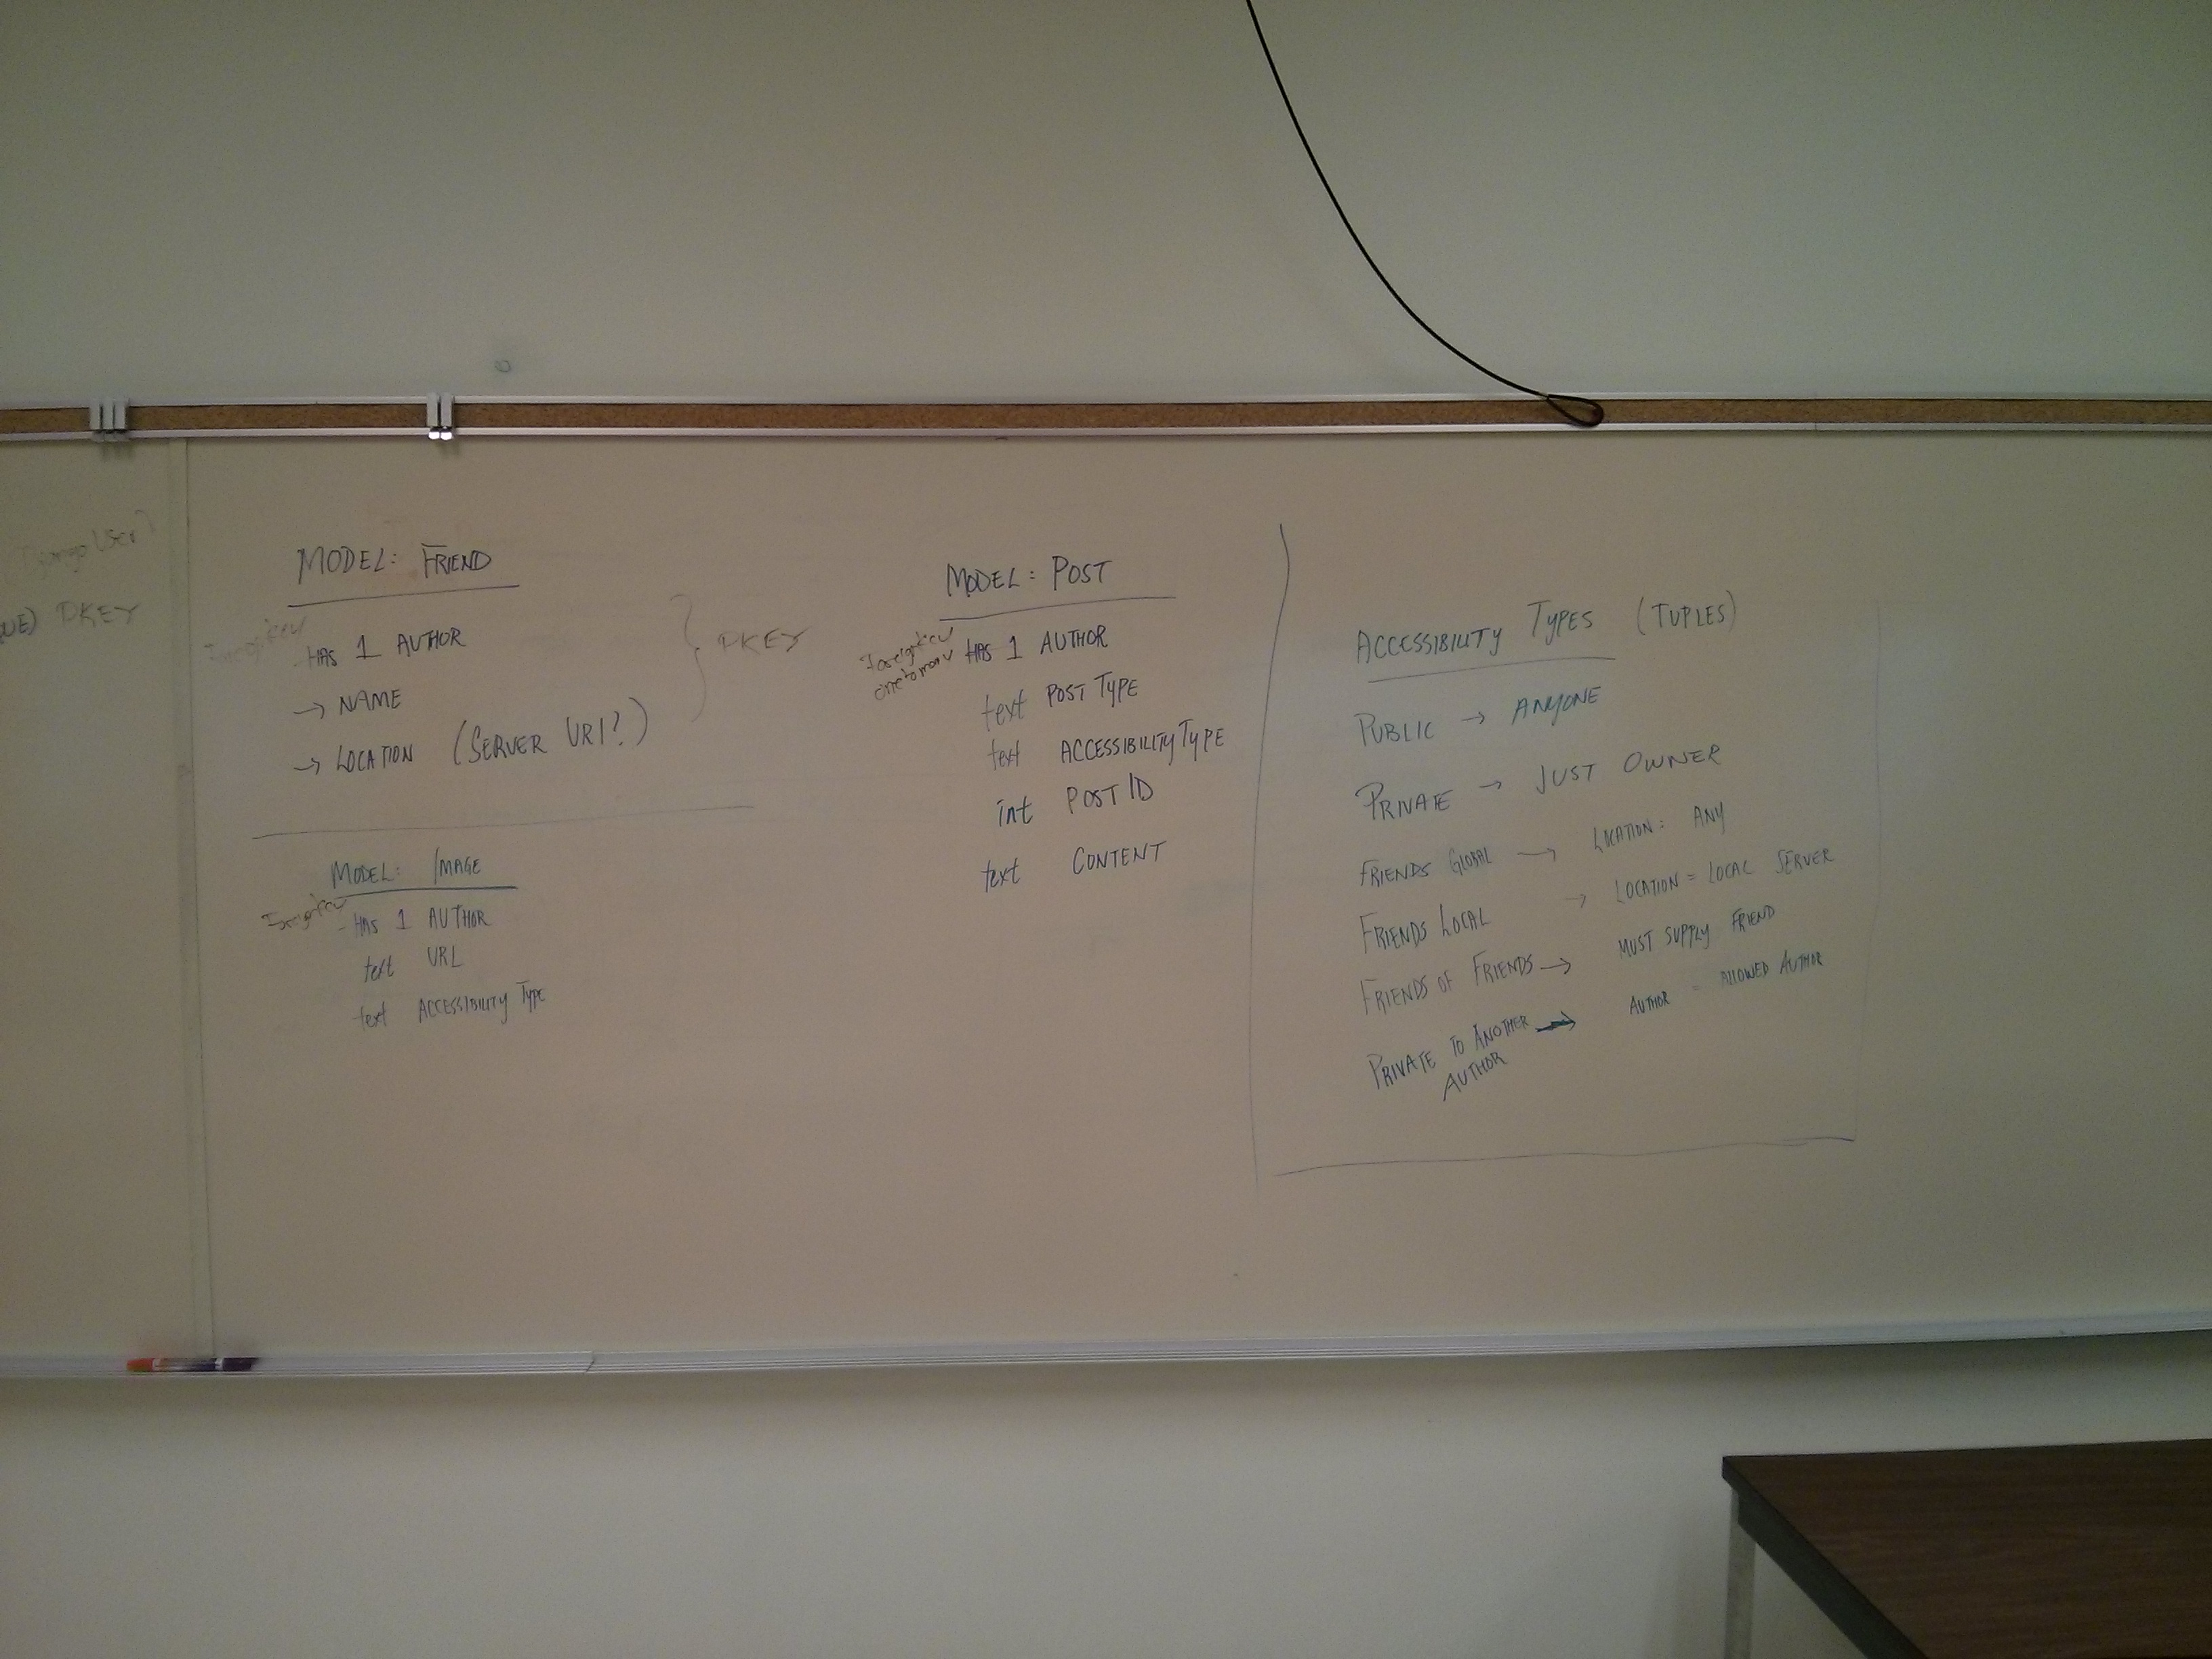 User)
PKEY
MODEL: FRIEND
foreignkey
HAS 1 AUTHOR
→ NAME
→ LOCATION (SERVER URI?)
} PKEY
MODEL: IMAGE
foreignkey
- HAS 1 AUTHOR
text URL
text ACCESSIBILITY TYPE
MODEL: POST
foreignkey
onetomany
HAS 1 AUTHOR
text POST TYPE
text ACCESSIBILITY TYPE
int POST ID
text CONTENT
ACCESSIBILITY TYPES (TUPLES)
PUBLIC → ANYONE
PRIVATE → JUST OWNER
FRIENDS GLOBAL → LOCATION: ANY
FRIENDS LOCAL → LOCATION = LOCAL SERVER
FRIENDS OF FRIENDS → MUST SUPPLY FRIEND
PRIVATE TO ANOTHER → AUTHOR = ALLOWED AUTHOR
AUTHOR